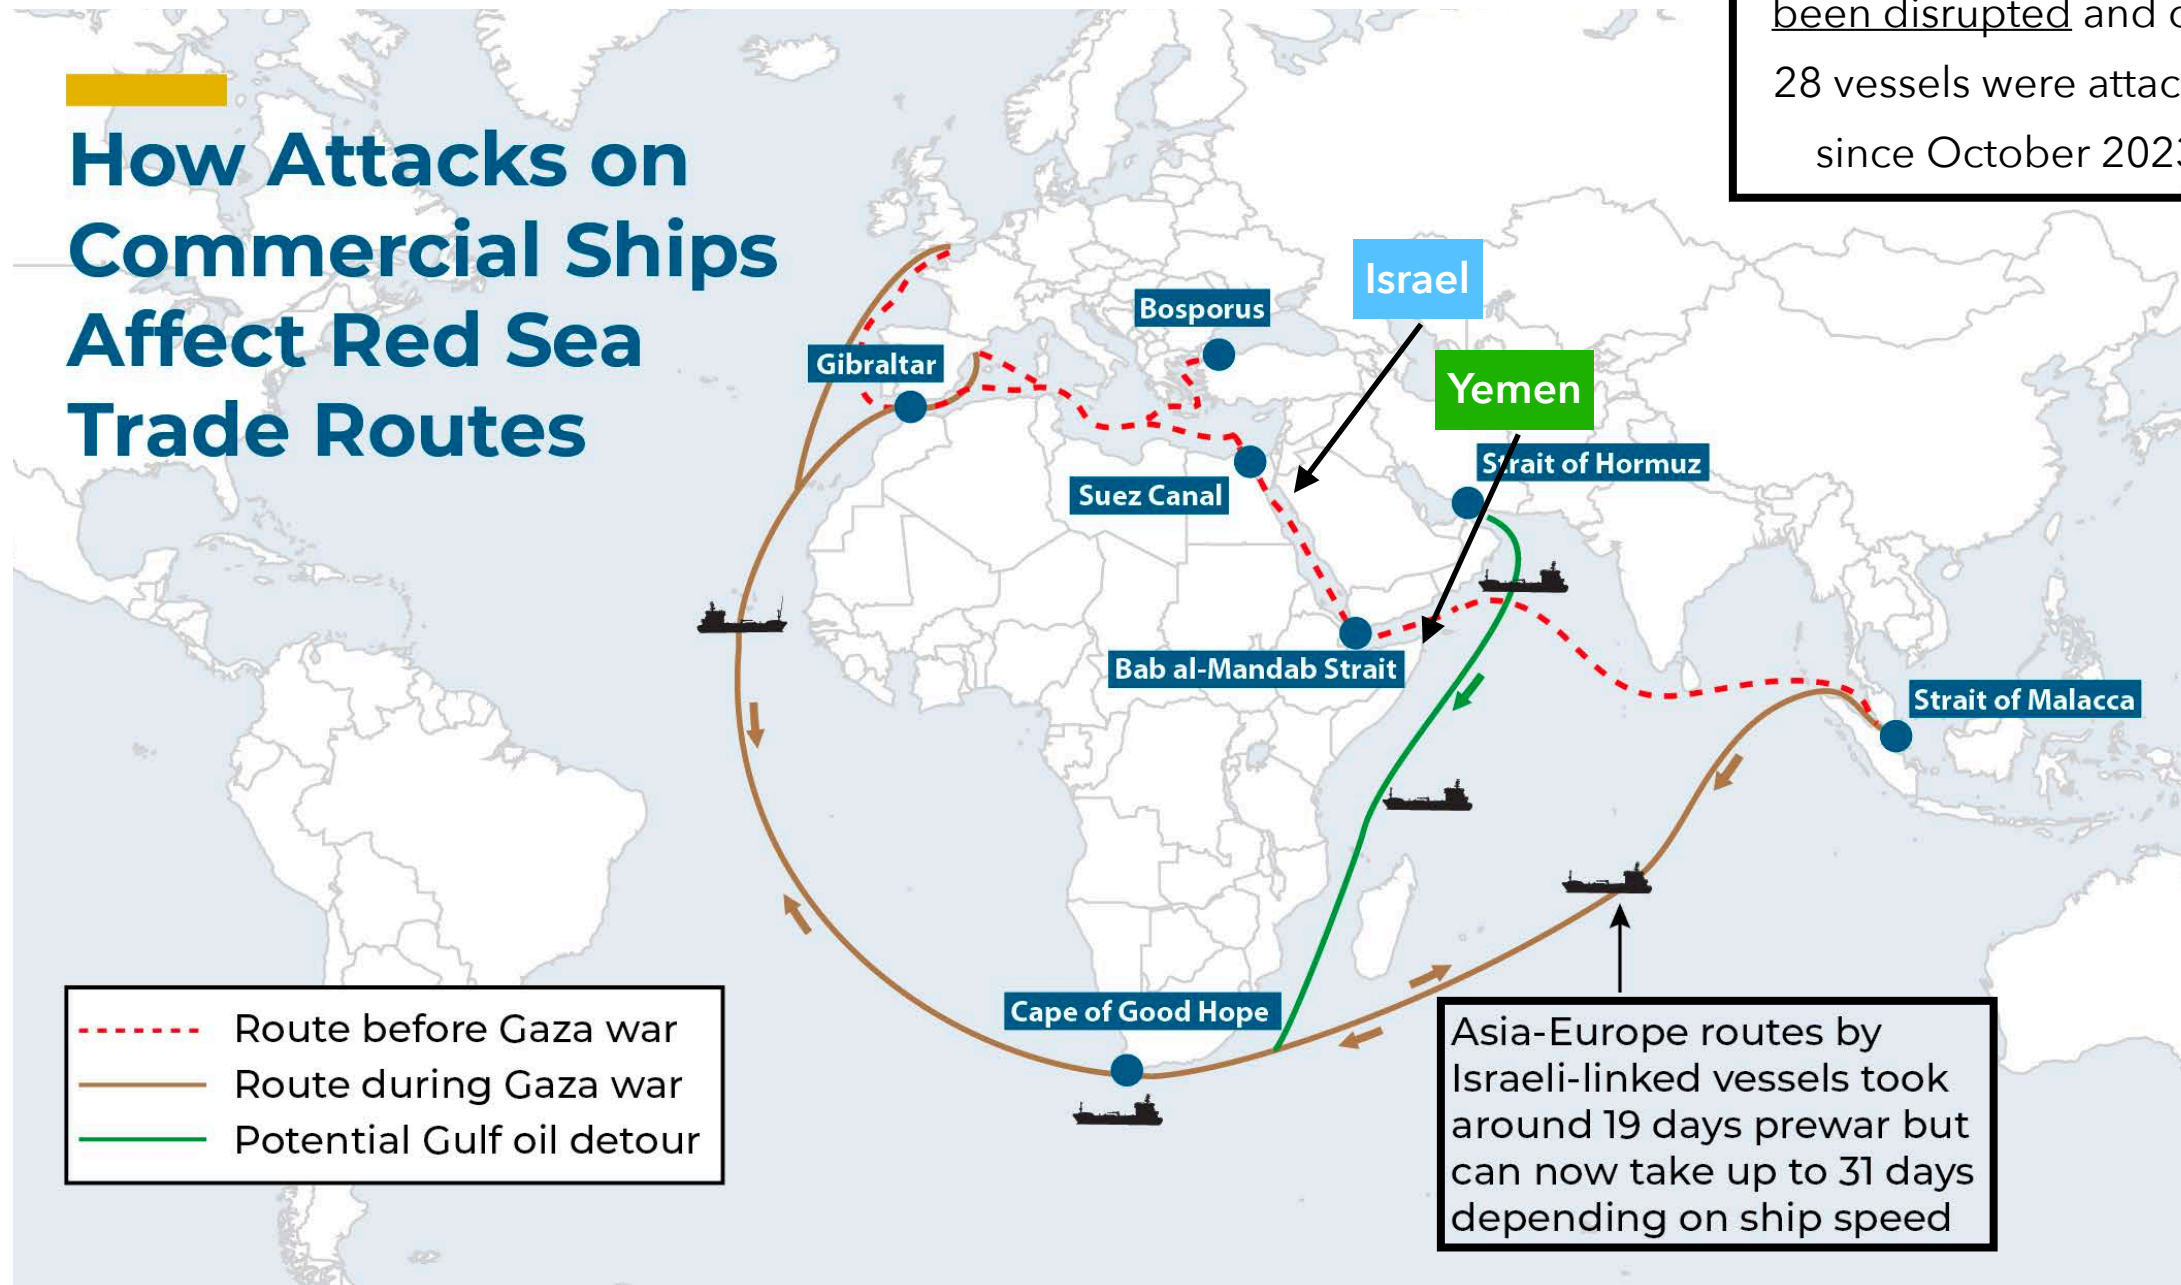 How Attacks on
Commercial Ships
Affect Red Sea
Trade Routes
been disrupted and
28 vessels were
since October
Israel
Yemen
Bosporus
Gibraltar
Suez Canal
Strait of Hormuz
Bab al-Mandab Strait
Strait of Malacca
Cape of Good Hope
Route before Gaza war
Route during Gaza war
Potential Gulf oil detour
Asia-Europe routes by
Israeli-linked vessels took
around 19 days prewar but
can now take up to 31 days
depending on ship speed